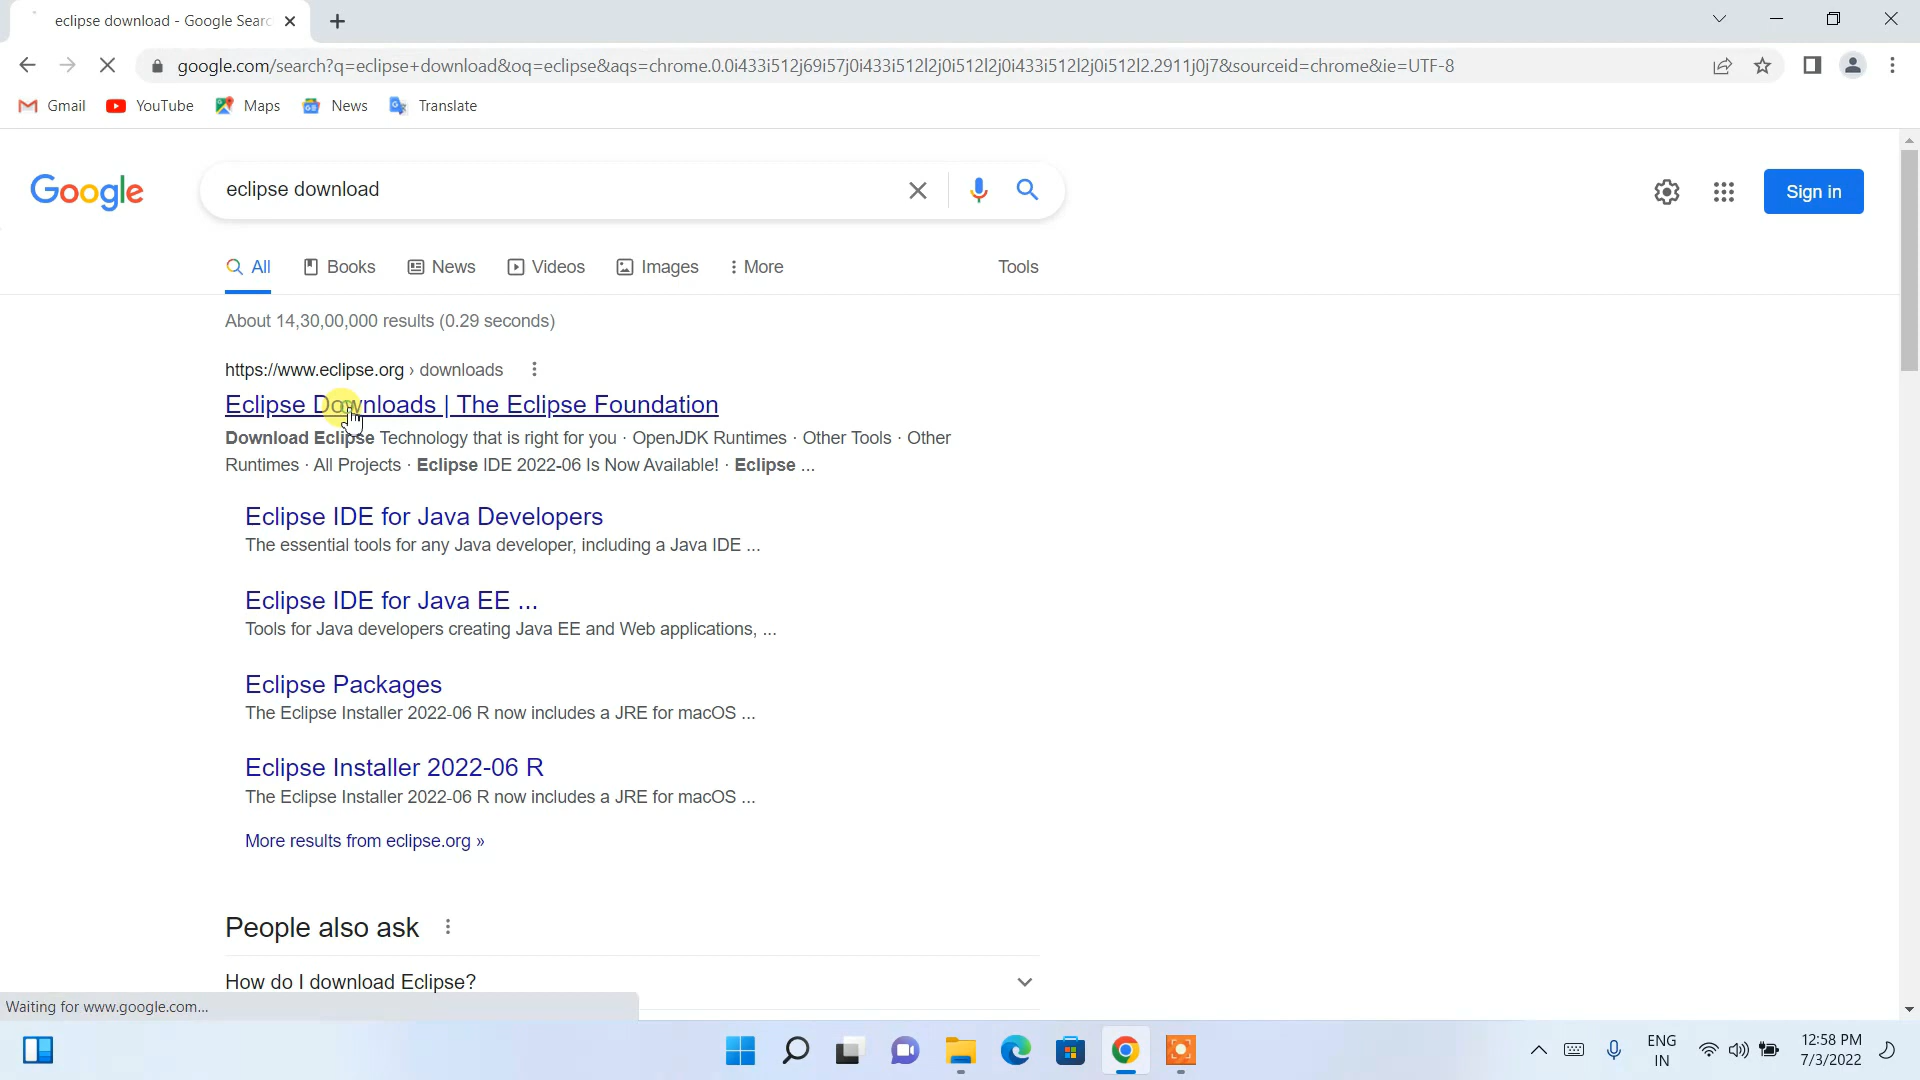 eclipse download - Google Searc
google.com/search?q=eclipse+download&oq=eclipse&aqs=chrome.0.0i433i512j69i57j0i433i512l2j0i512l2j0i433i512l2j0i512l2.2911j0j7&sourceid=chrome&ie=UTF-8
Gmail YouTube Maps News Translate
Google eclipse download Sign in
All Books News Videos Images More Tools
About 14,30,00,000 results (0.29 seconds)
https://www.eclipse.org › downloads
Eclipse Downloads | The Eclipse Foundation
Download Eclipse Technology that is right for you · OpenJDK Runtimes · Other Tools · Other
Runtimes · All Projects · Eclipse IDE 2022-06 Is Now Available! · Eclipse ...
Eclipse IDE for Java Developers
The essential tools for any Java developer, including a Java IDE ...
Eclipse IDE for Java EE ...
Tools for Java developers creating Java EE and Web applications, ...
Eclipse Packages
The Eclipse Installer 2022-06 R now includes a JRE for macOS ...
Eclipse Installer 2022-06 R
The Eclipse Installer 2022-06 R now includes a JRE for macOS ...
More results from eclipse.org »
People also ask
How do I download Eclipse?
Waiting for www.google.com...
ENG 12:58 PM
IN 7/3/2022